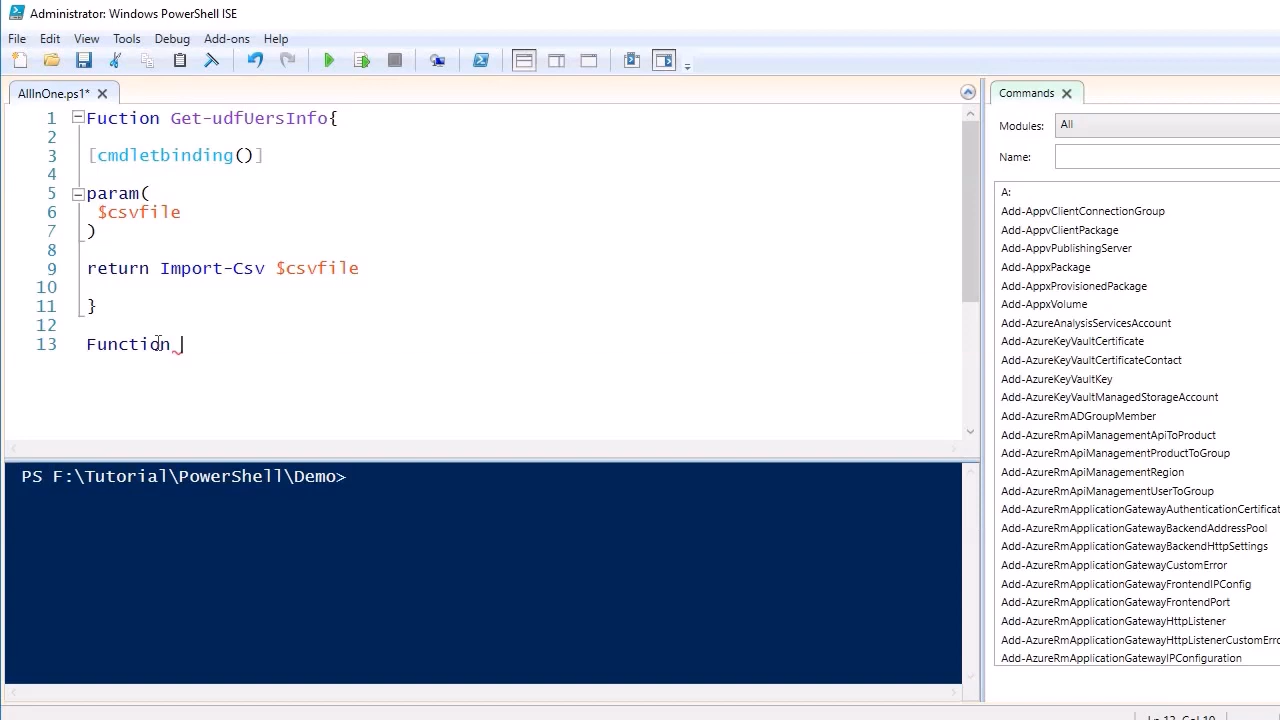 Administrator: Windows PowerShell ISE
File Edit View Tools Debug Add-ons Help
AllInOne.ps1*
1 Fuction Get-udfUersInfo{
2
3 [cmdletbinding()]
4
5 param(
6 $csvfile
7 )
8
9 return Import-Csv $csvfile
10
11 }
12
13 Function
PS F:\Tutorial\PowerShell\Demo>
Commands
Modules: All
Name:
A:
Add-AppvClientConnectionGroup
Add-AppvClientPackage
Add-AppvPublishingServer
Add-AppxPackage
Add-AppxProvisionedPackage
Add-AppxVolume
Add-AzureAnalysisServicesAccount
Add-AzureKeyVaultCertificate
Add-AzureKeyVaultCertificateContact
Add-AzureKeyVaultKey
Add-AzureKeyVaultManagedStorageAccount
Add-AzureRmADGroupMember
Add-AzureRmApiManagementApiToProduct
Add-AzureRmApiManagementProductToGroup
Add-AzureRmApiManagementRegion
Add-AzureRmApiManagementUserToGroup
Add-AzureRmApplicationGatewayAuthenticationCertificat
Add-AzureRmApplicationGatewayBackendAddressPool
Add-AzureRmApplicationGatewayBackendHttpSettings
Add-AzureRmApplicationGatewayCustomError
Add-AzureRmApplicationGatewayFrontendIPConfig
Add-AzureRmApplicationGatewayFrontendPort
Add-AzureRmApplicationGatewayHttpListener
Add-AzureRmApplicationGatewayHttpListenerCustomErro
Add-AzureRmApplicationGatewayIPConfiguration